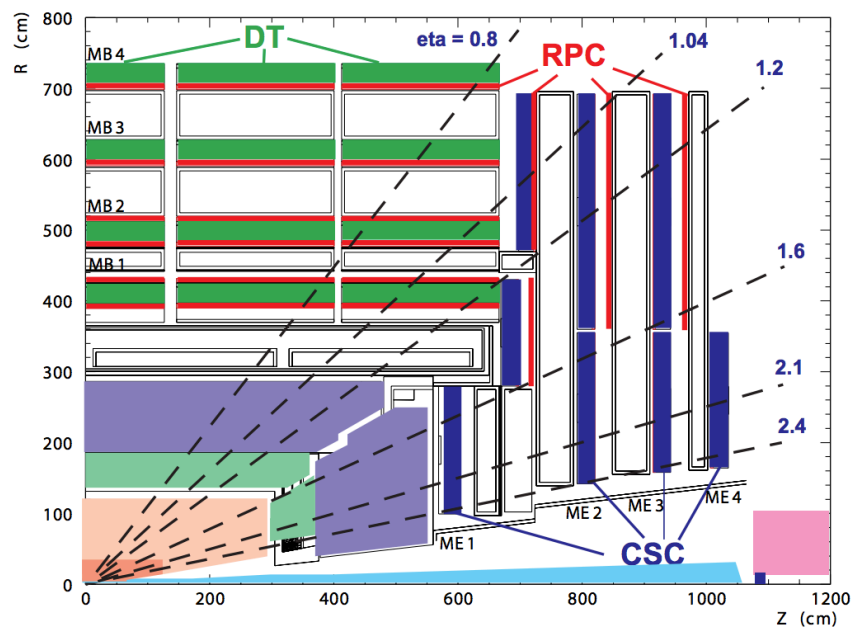 R (cm)
800
700
600
500
400
300
200
100
0
MB 4
MB 3
MB 2
MB 1
DT
eta = 0.8
1.04
1.2
RPC
1.6
2.1
2.4
ME 1
ME 2
ME 3
ME 4
CSC
0
200
400
600
800
1000
1200
Z (cm)